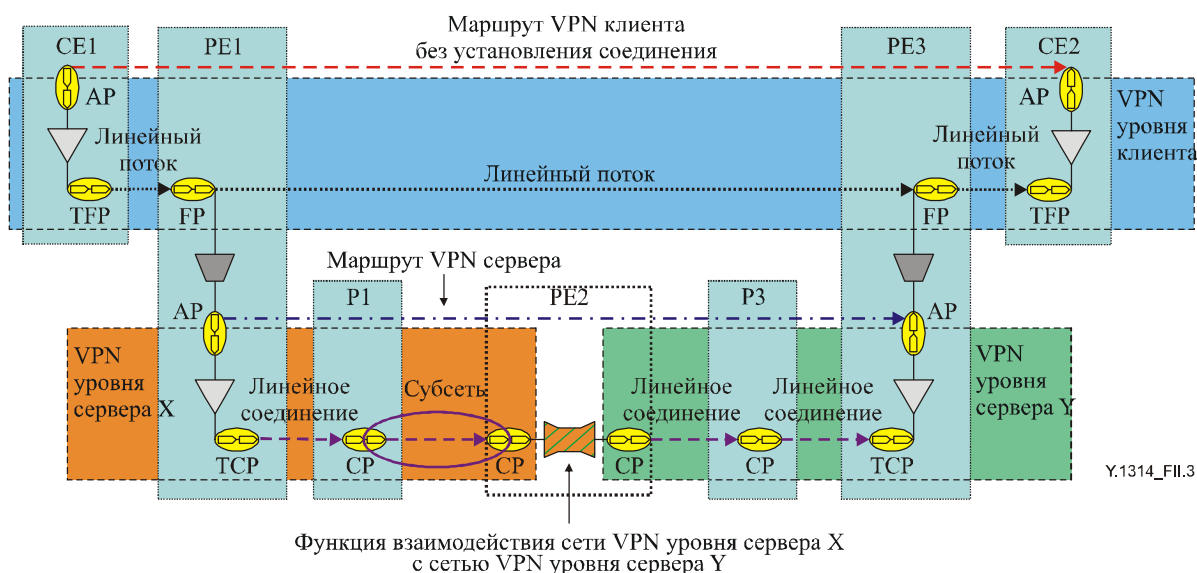 Маршрут VPN клиента
без установления соединения
CE1
PE1
PE3
CE2
AP
AP
VPN
уровня
клиента
Линейный
поток
Линейный поток
Линейный
поток
TFP
FP
FP
TFP
Маршрут VPN сервера
P1
PE2
P3
AP
AP
VPN
уровня
сервера X
Линейное
соединение
Субсеть
Линейное
соединение
Линейное
соединение
VPN
уровня
сервера Y
TCP
CP
CP
CP
CP
TCP
Y.1314_FII.3
Функция взаимодействия сети VPN уровня сервера X
с сетью VPN уровня сервера Y